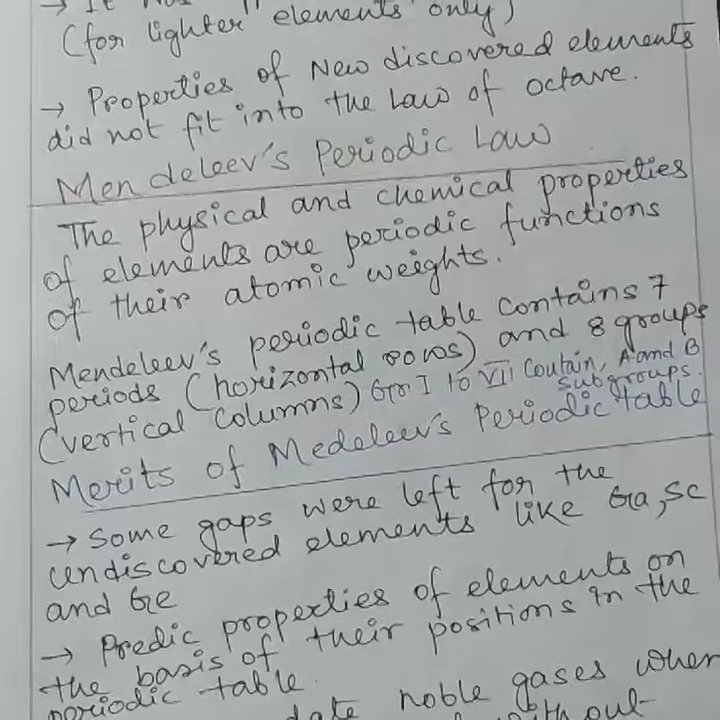 (for lighter elements only)
→ Properties of New discovered elements
did not fit into the Law of octave.
Mendeleev's Periodic Law
The physical and chemical properties
of elements are periodic functions
of their atomic weights.
Mendeleev's periodic table contains 7
periods (horizontal rows) and 8 groups
(vertical columns) Gr I to VII Contain, A and B
subgroups.
Merits of Medeleev's Periodic table
→ Some gaps were left for the
undiscovered elements like Ga, Sc
and Ge
→ Predic properties of elements on
the basis of their positions in the
periodic table.
date noble gases when
out